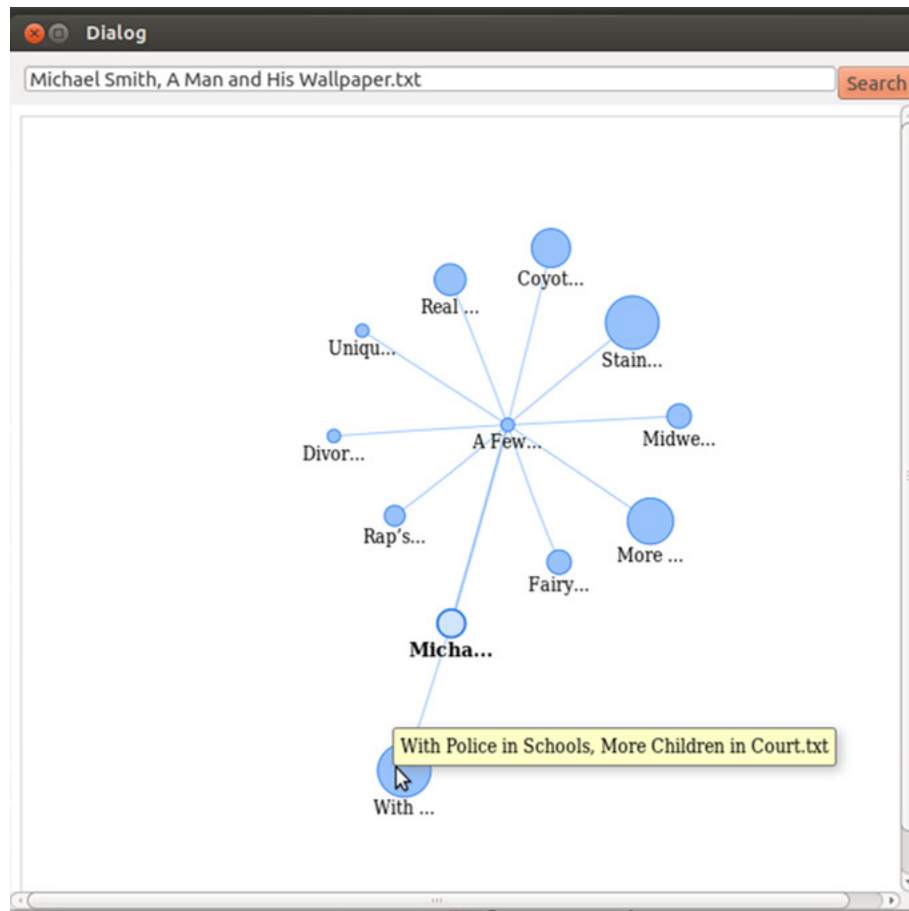 Dialog
Michael Smith, A Man and His Wallpaper.txt
Search
Coyot...
Real ...
Uniqu...
Stain...
A Few...
Midwe...
Divor...
Rap’s...
More ...
Fairy...
Micha...
With Police in Schools, More Children in Court.txt
With ...